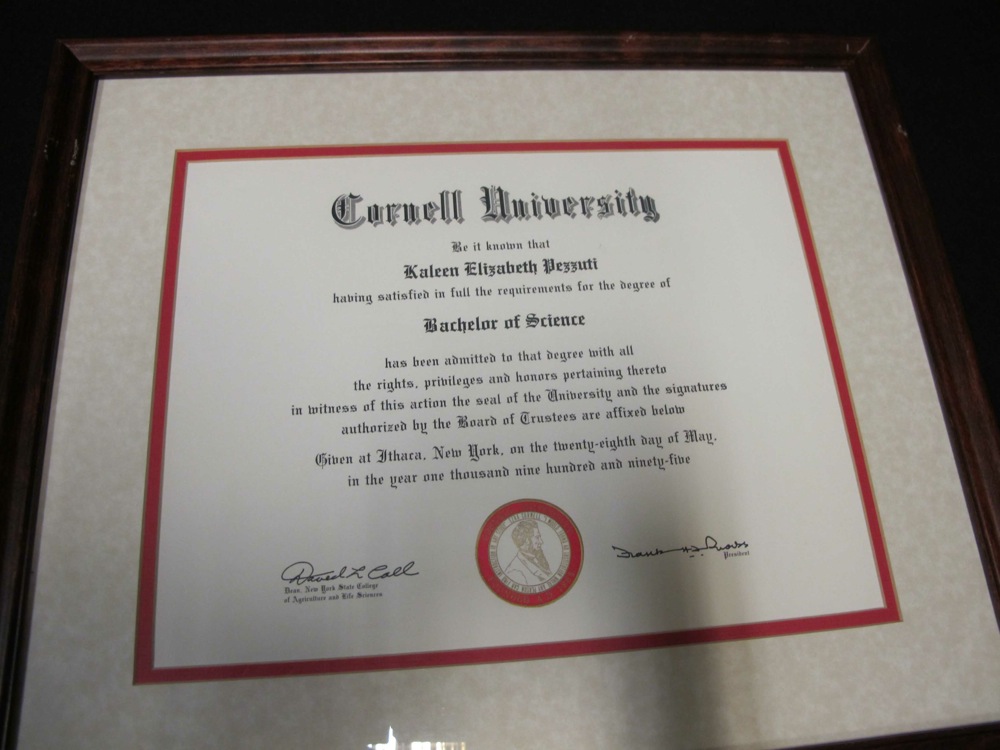 Cornell University
Be it known that
Kaleen Elizabeth Pezzuti
having satisfied in full the requirements for the degree of
Bachelor of Science
has been admitted to that degree with all
the rights, privileges and honors pertaining thereto
in witness of this action the seal of the University and the signatures
authorized by the Board of Trustees are affixed below
Given at Ithaca, New York, on the twenty-eighth day of May,
in the year one thousand nine hundred and ninety-five
David L Call
Dean, New York State College
of Agriculture and Life Sciences
Frank H.T. Rhodes
President